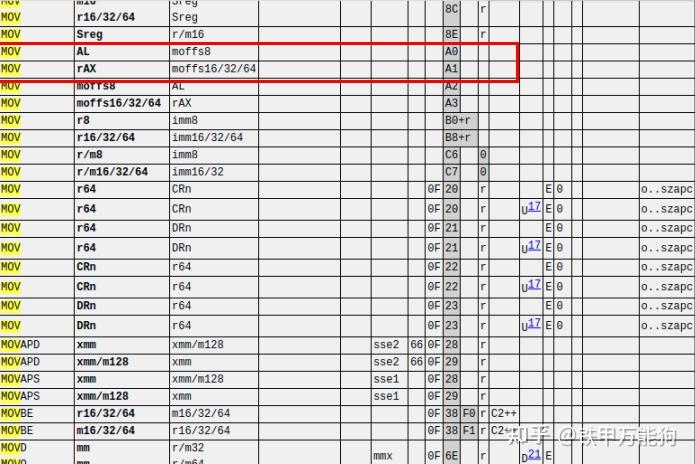 MOV m16 Sreg 8C r
r16/32/64 Sreg
MOV Sreg r/m16 8E r
MOV AL moffs8 A0
MOV rAX moffs16/32/64 A1
MOV moffs8 AL A2
MOV moffs16/32/64 rAX A3
MOV r8 imm8 B0+r
MOV r16/32/64 imm16/32/64 B8+r
MOV r/m8 imm8 C6 0
MOV r/m16/32/64 imm16/32 C7 0
MOV r64 CRn 0F 20 r E 0 o..szapc
MOV r64 CRn 0F 20 r U17 E 0 o..szapc
MOV r64 DRn 0F 21 r E 0 o..szapc
MOV r64 DRn 0F 21 r U17 E 0 o..szapc
MOV CRn r64 0F 22 r E 0 o..szapc
MOV CRn r64 0F 22 r U17 E 0 o..szapc
MOV DRn r64 0F 23 r E 0 o..szapc
MOV DRn r64 0F 23 r U17 E 0 o..szapc
MOVAPD xmm xmm/m128 sse2 66 0F 28 r
MOVAPD xmm/m128 xmm sse2 66 0F 29 r
MOVAPS xmm xmm/m128 sse1 0F 28 r
MOVAPS xmm/m128 xmm sse1 0F 29 r
MOVBE r16/32/64 m16/32/64 0F 38 F0 r C2++
MOVBE m16/32/64 r16/32/64 0F 38 F1 r C2++
知乎 @铁甲万能狗
MOVD mm r/m32 mmx 0F 6E r D21
MOVQ mm r/m64